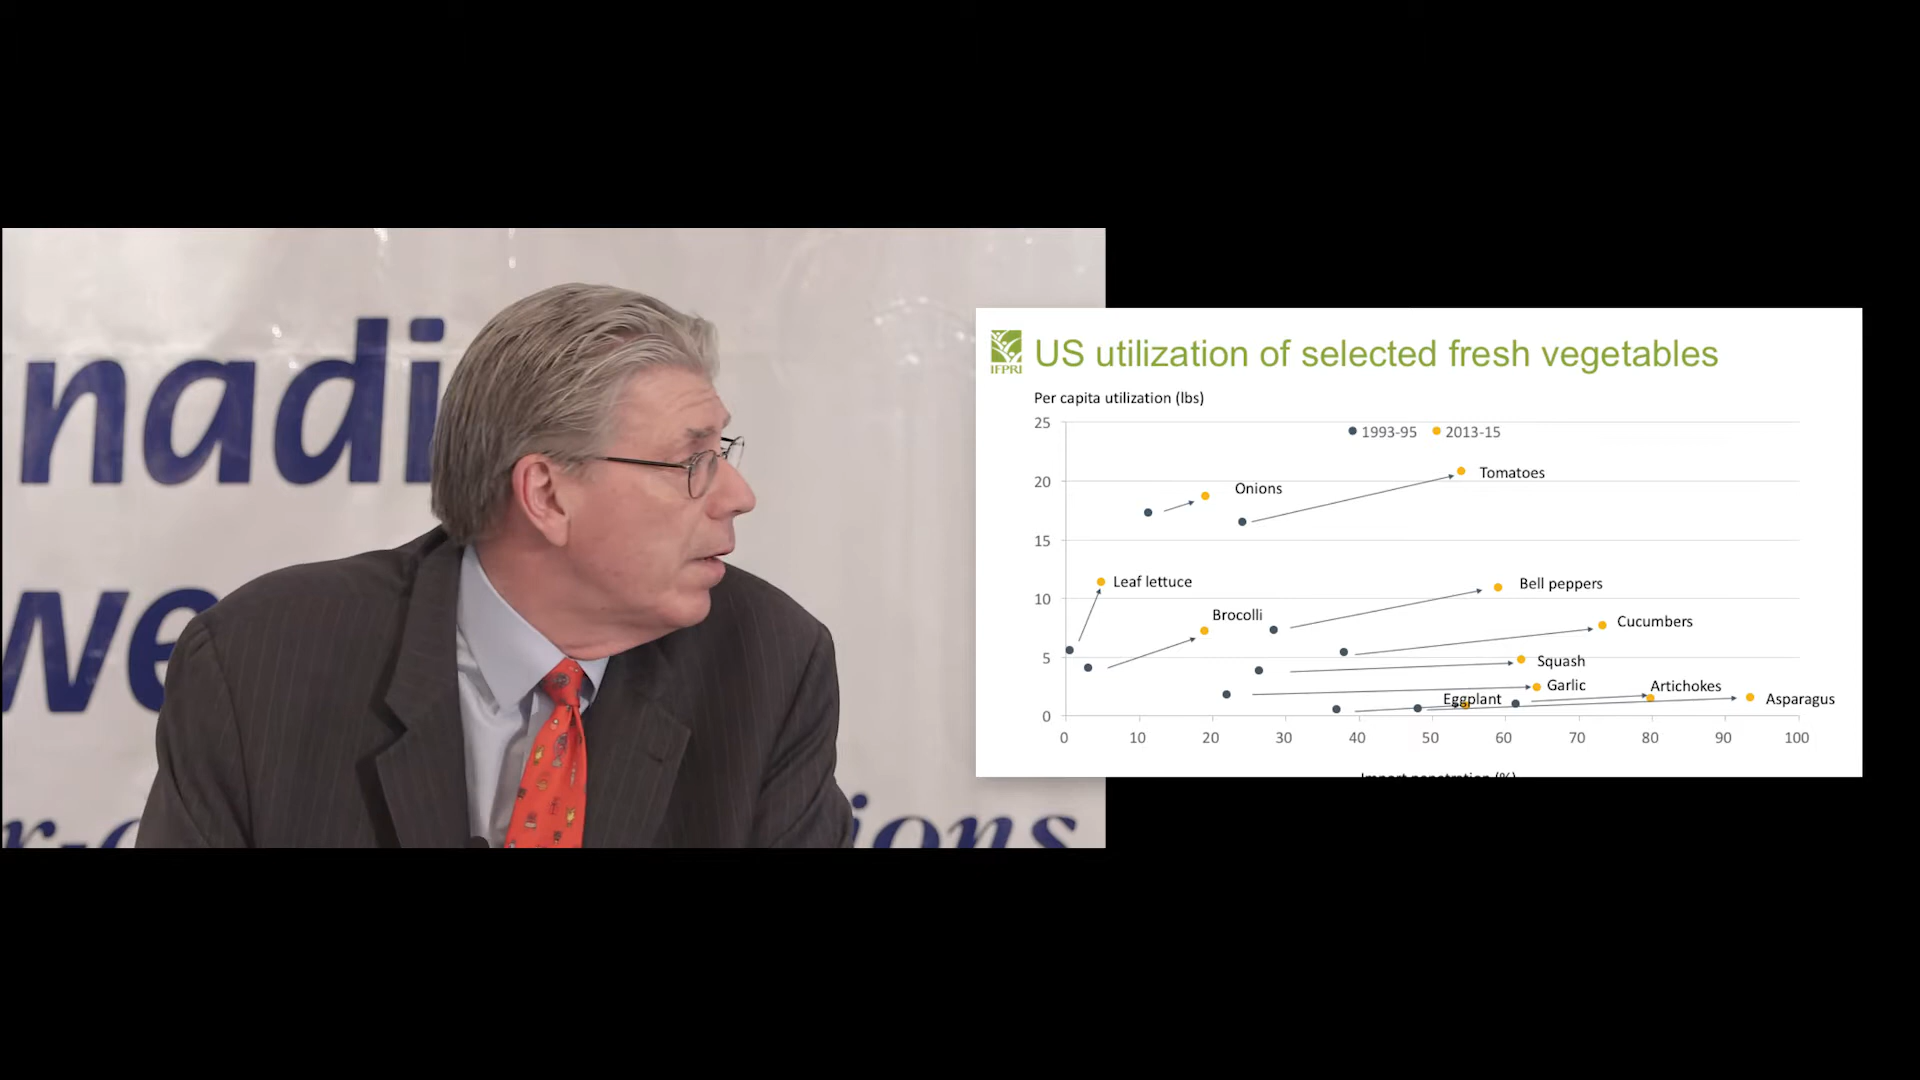 nadi
we
r-
ions
IFPRI
US utilization of selected fresh vegetables
Per capita utilization (lbs)
25
1993-95 2013-15
Tomatoes
20
Onions
15
Leaf lettuce
Bell peppers
10
Brocolli
Cucumbers
5
Squash
Garlic
Artichokes
Eggplant
Asparagus
0
0 10 20 30 40 50 60 70 80 90 100
Import penetration (%)